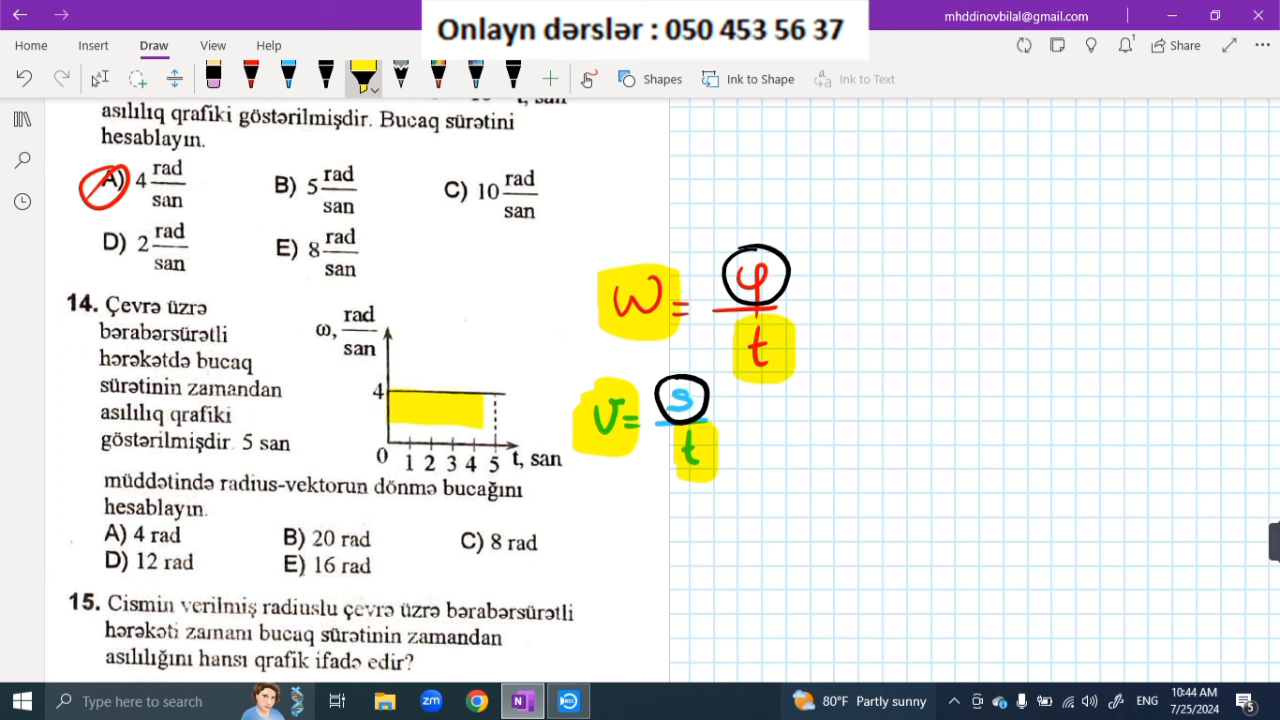 mhddinovbilal@gmail.com
Onlayn dərslər : 050 453 56 37
Home Insert Draw View Help
Share
Shapes Ink to Shape Ink to Text
t, san
asılılıq qrafiki göstərilmişdir. Bucaq sürətini
hesablayın.
A) 4 rad/san B) 5 rad/san C) 10 rad/san
D) 2 rad/san E) 8 rad/san
14. Çevrə üzrə
bərabərsürətli
hərəkətdə bucaq
sürətinin zamandan
asılılıq qrafiki
göstərilmişdir. 5 san
ω, rad/san
4
0 1 2 3 4 5 t, san
müddətində radius-vektorun dönmə bucağını
hesablayın.
A) 4 rad B) 20 rad C) 8 rad
D) 12 rad E) 16 rad
15. Cismin verilmiş radiuslu çevrə üzrə bərabərsürətli
hərəkəti zamanı bucaq sürətinin zamandan
asılılığını hansı qrafik ifadə edir?
ω = φ/t
v = s/t
Type here to search
80°F Partly sunny
ENG
10:44 AM
7/25/2024
5